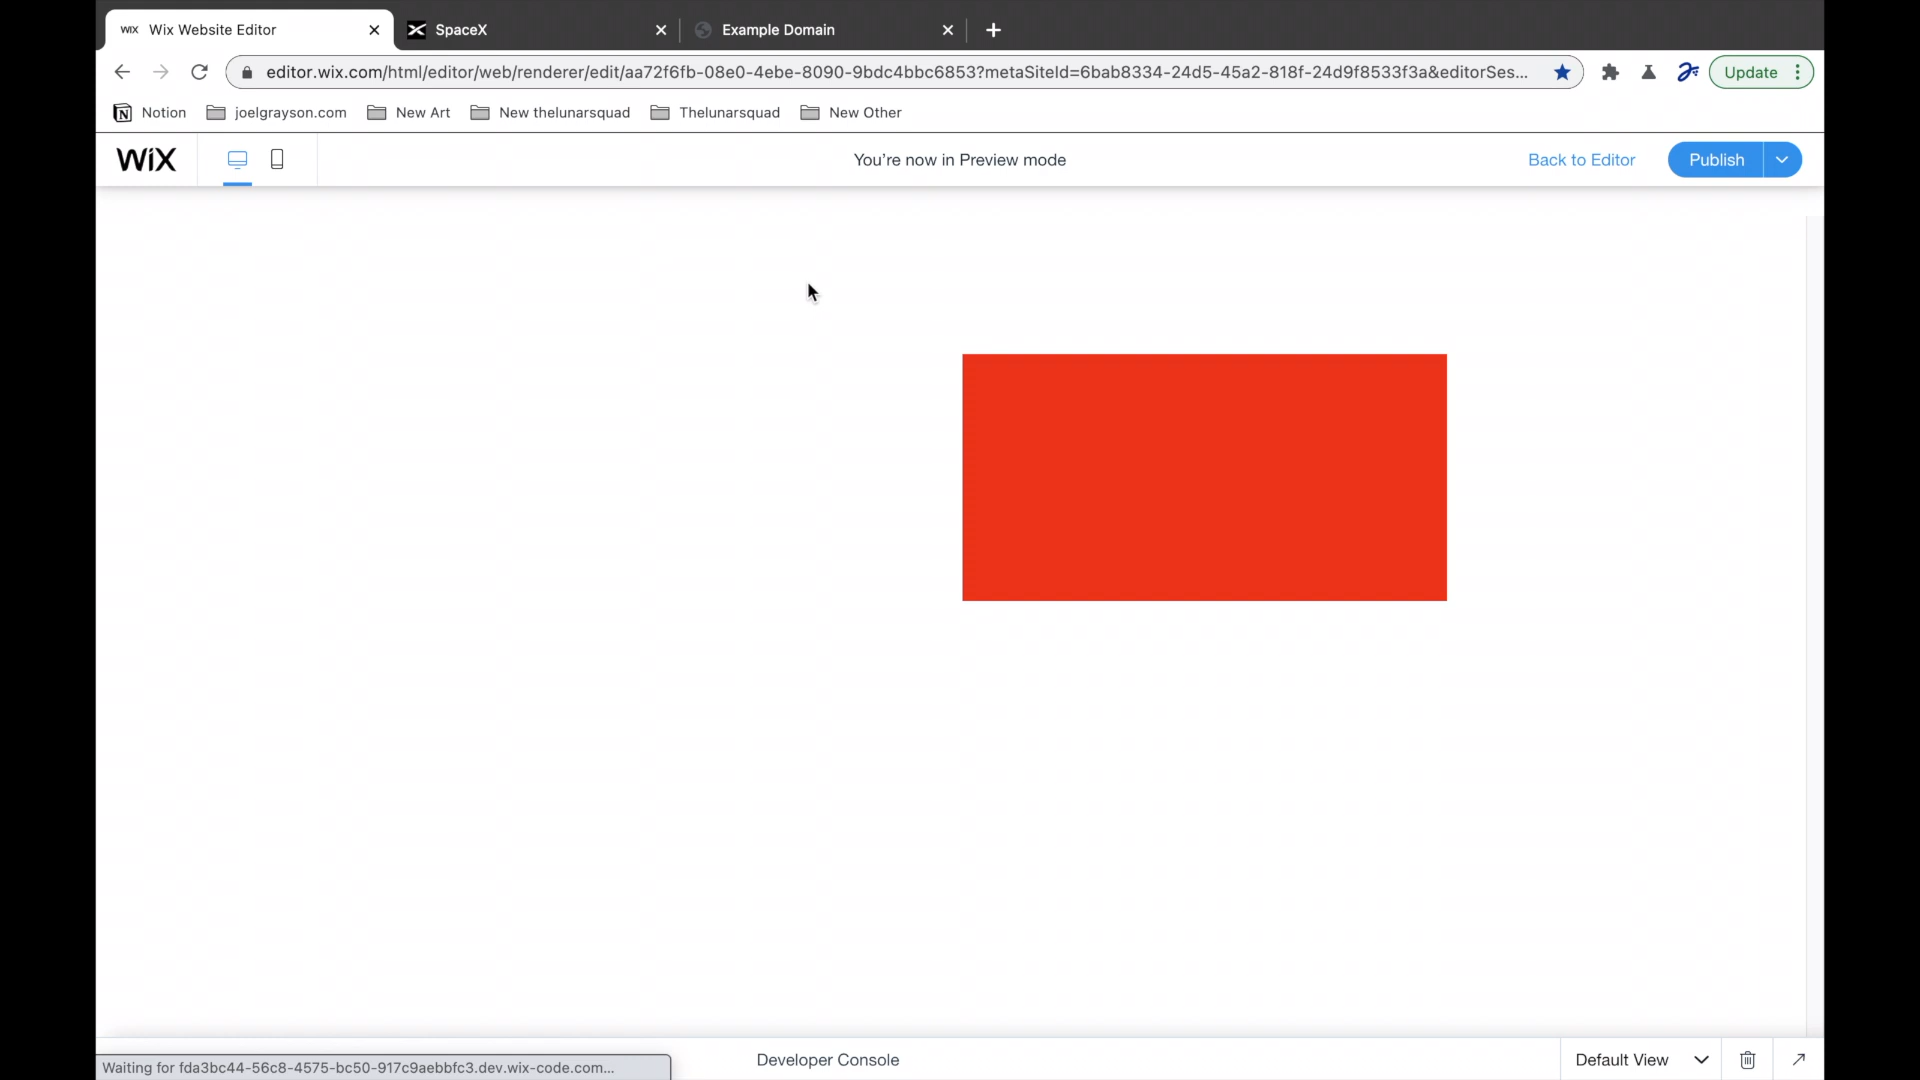 WiX Wix Website Editor
SpaceX
Example Domain
editor.wix.com/html/editor/web/renderer/edit/aa72f6fb-08e0-4ebe-8090-9bdc4bbc6853?metaSiteId=6bab8334-24d5-45a2-818f-24d9f8533f3a&editorSes...
Update
Notion
joelgrayson.com
New Art
New thelunarsquad
Thelunarsquad
New Other
WiX
You’re now in Preview mode
Back to Editor
Publish
Waiting for fda3bc44-56c8-4575-bc50-917c9aebbfc3.dev.wix-code.com...
Developer Console
Default View